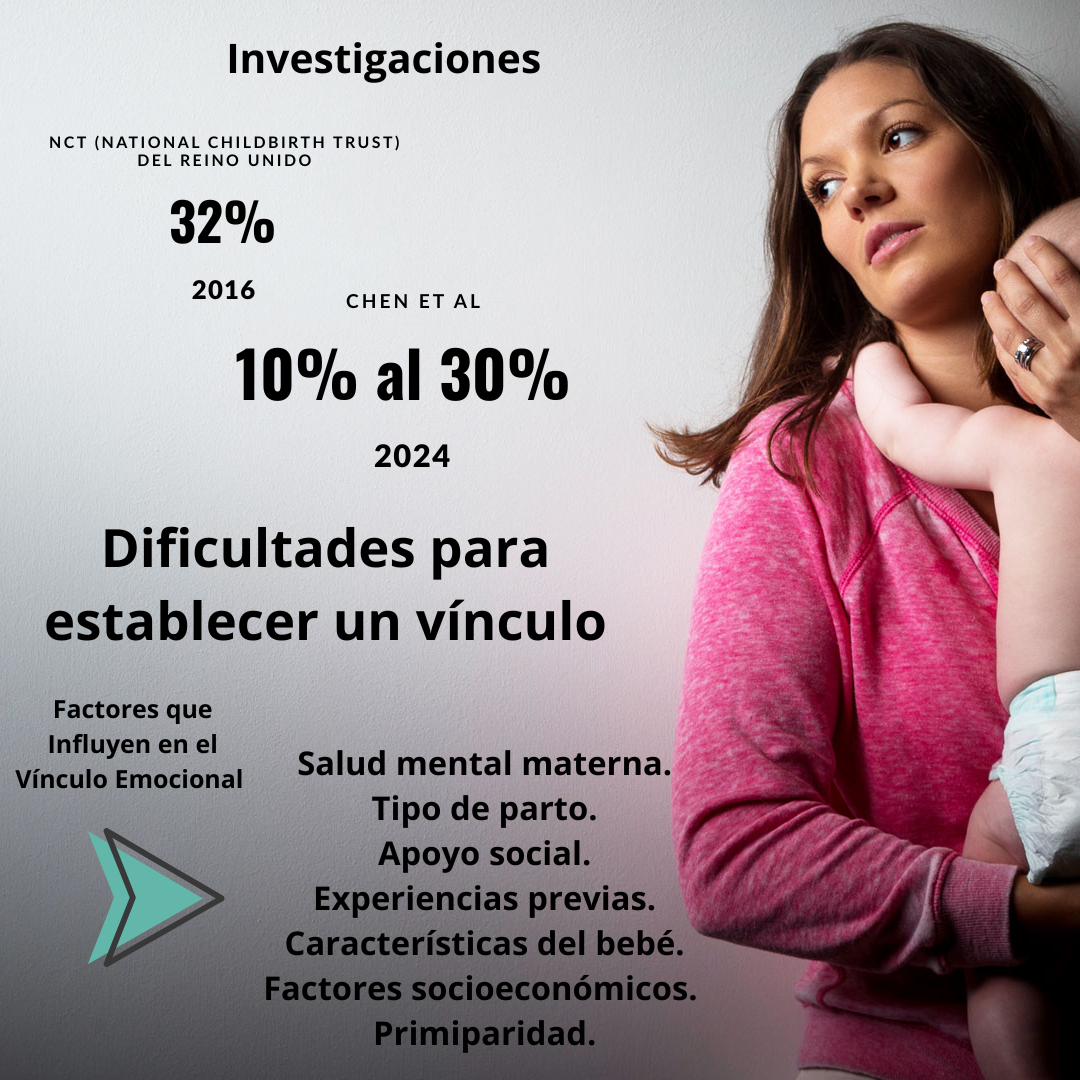 Investigaciones
NCT (NATIONAL CHILDBIRTH TRUST)
DEL REINO UNIDO
32%
2016
CHEN ET AL
10% al 30%
2024
Dificultades para
establecer un vínculo
Factores que
Influyen en el
Vínculo Emocional
Salud mental materna.
Tipo de parto.
Apoyo social.
Experiencias previas.
Características del bebé.
Factores socioeconómicos.
Primiparidad.